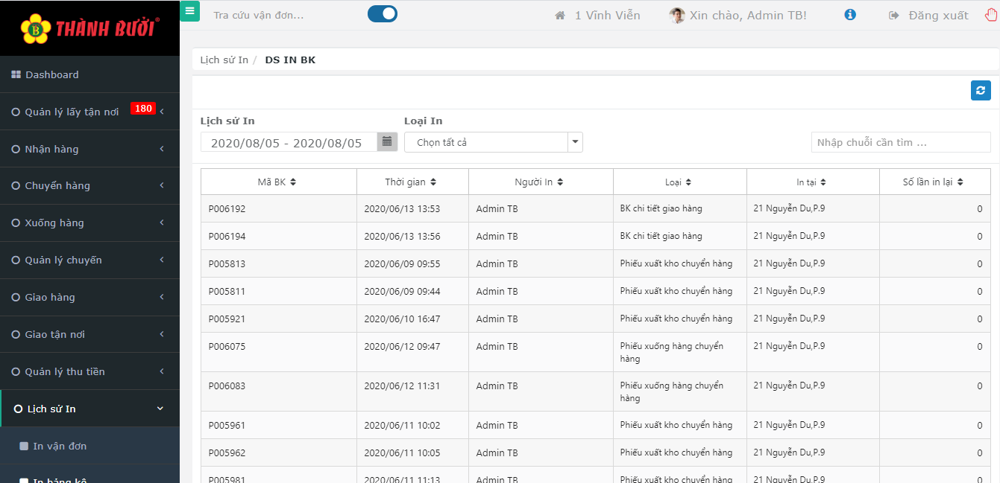 THÀNH BƯỞI®
B
Tra cứu vận đơn...
1 Vĩnh Viễn
Xin chào, Admin TB!
Đăng xuất
Dashboard
Quản lý lấy tận nơi 180
Nhận hàng
Chuyển hàng
Xuống hàng
Quản lý chuyến
Giao hàng
Giao tận nơi
Quản lý thu tiền
Lịch sử In
In vận đơn
In bảng kê
Lịch sử In / DS IN BK
Lịch sử In Loại In
2020/08/05 - 2020/08/05 Chọn tất cả Nhập chuỗi cần tìm ...
Mã BK Thời gian Người In Loại In tại Số lần in lại
P006192 2020/06/13 13:53 Admin TB BK chi tiết giao hàng 21 Nguyễn Du,P.9 0
P006194 2020/06/13 13:56 Admin TB BK chi tiết giao hàng 21 Nguyễn Du,P.9 0
P005813 2020/06/09 09:55 Admin TB Phiếu xuất kho chuyển hàng 21 Nguyễn Du,P.9 0
P005811 2020/06/09 09:44 Admin TB Phiếu xuất kho chuyển hàng 21 Nguyễn Du,P.9 0
P005921 2020/06/10 16:47 Admin TB Phiếu xuất kho chuyển hàng 21 Nguyễn Du,P.9 0
P006075 2020/06/12 09:47 Admin TB Phiếu xuống hàng chuyển hàng 21 Nguyễn Du,P.9 0
P006083 2020/06/12 11:31 Admin TB Phiếu xuống hàng chuyển hàng 21 Nguyễn Du,P.9 0
P005961 2020/06/11 10:02 Admin TB Phiếu xuất kho chuyển hàng 21 Nguyễn Du,P.9 0
P005962 2020/06/11 10:05 Admin TB Phiếu xuất kho chuyển hàng 21 Nguyễn Du,P.9 0
P005981 2020/06/11 11:13 Admin TB Phiếu xuất kho chuyển hàng 21 Nguyễn Du,P.9 0